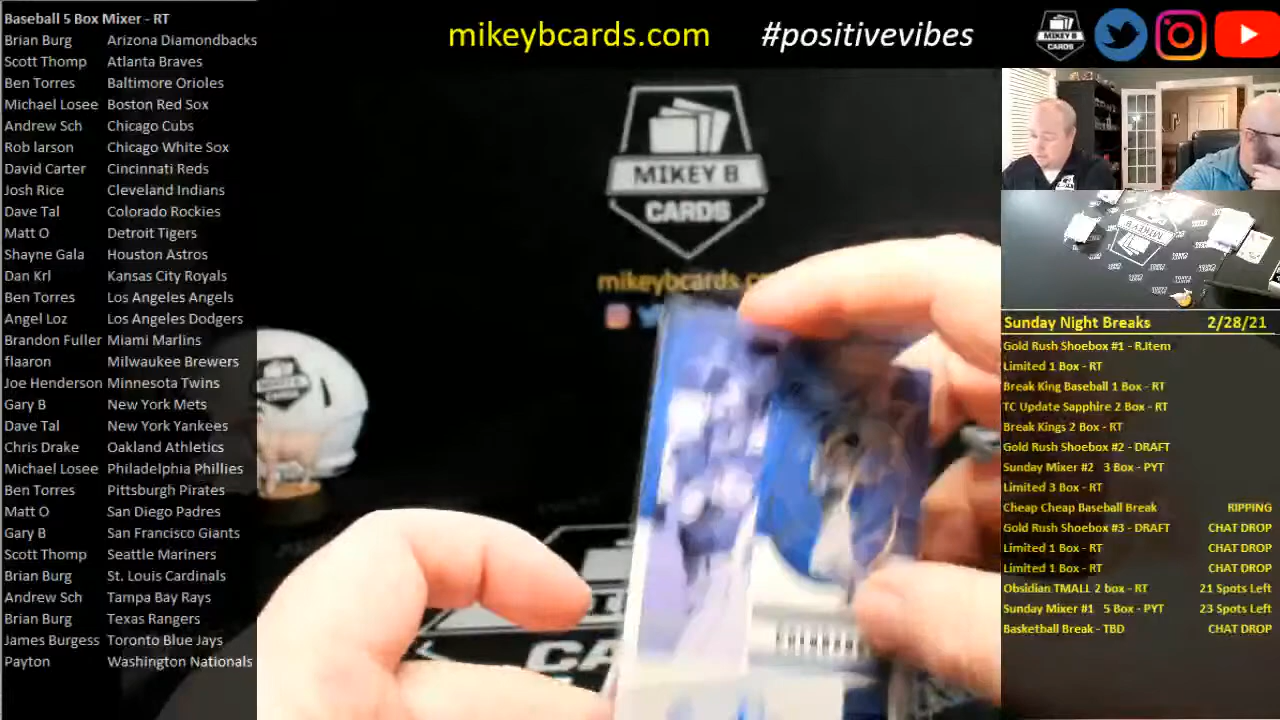 Baseball 5 Box Mixer - RT
Brian Burg Arizona Diamondbacks
Scott Thomp Atlanta Braves
Ben Torres Baltimore Orioles
Michael Losee Boston Red Sox
Andrew Sch Chicago Cubs
Rob larson Chicago White Sox
David Carter Cincinnati Reds
Josh Rice Cleveland Indians
Dave Tal Colorado Rockies
Matt O Detroit Tigers
Shayne Gala Houston Astros
Dan Krl Kansas City Royals
Ben Torres Los Angeles Angels
Angel Loz Los Angeles Dodgers
Brandon Fuller Miami Marlins
flaaron Milwaukee Brewers
Joe Henderson Minnesota Twins
Gary B New York Mets
Dave Tal New York Yankees
Chris Drake Oakland Athletics
Michael Losee Philadelphia Phillies
Ben Torres Pittsburgh Pirates
Matt O San Diego Padres
Gary B San Francisco Giants
Scott Thomp Seattle Mariners
Brian Burg St. Louis Cardinals
Andrew Sch Tampa Bay Rays
Brian Burg Texas Rangers
James Burgess Toronto Blue Jays
Payton Washington Nationals
mikeybcards.com #positivevibes
MIKEY B
CARDS
MIKEY B
CARDS
mikeybcards
Sunday Night Breaks 2/28/21
Gold Rush Shoebox #1 - R.Item
Limited 1 Box - RT
Break King Baseball 1 Box - RT
TC Update Sapphire 2 Box - RT
Break Kings 2 Box - RT
Gold Rush Shoebox #2 - DRAFT
Sunday Mixer #2 3 Box - PYT
Limited 3 Box - RT
Cheap Cheap Baseball Break RIPPING
Gold Rush Shoebox #3 - DRAFT CHAT DROP
Limited 1 Box - RT CHAT DROP
Limited 1 Box - RT CHAT DROP
Obsidian TMALL 2 box - RT 21 Spots Left
Sunday Mixer #1 5 Box - PYT 23 Spots Left
Basketball Break - TBD CHAT DROP